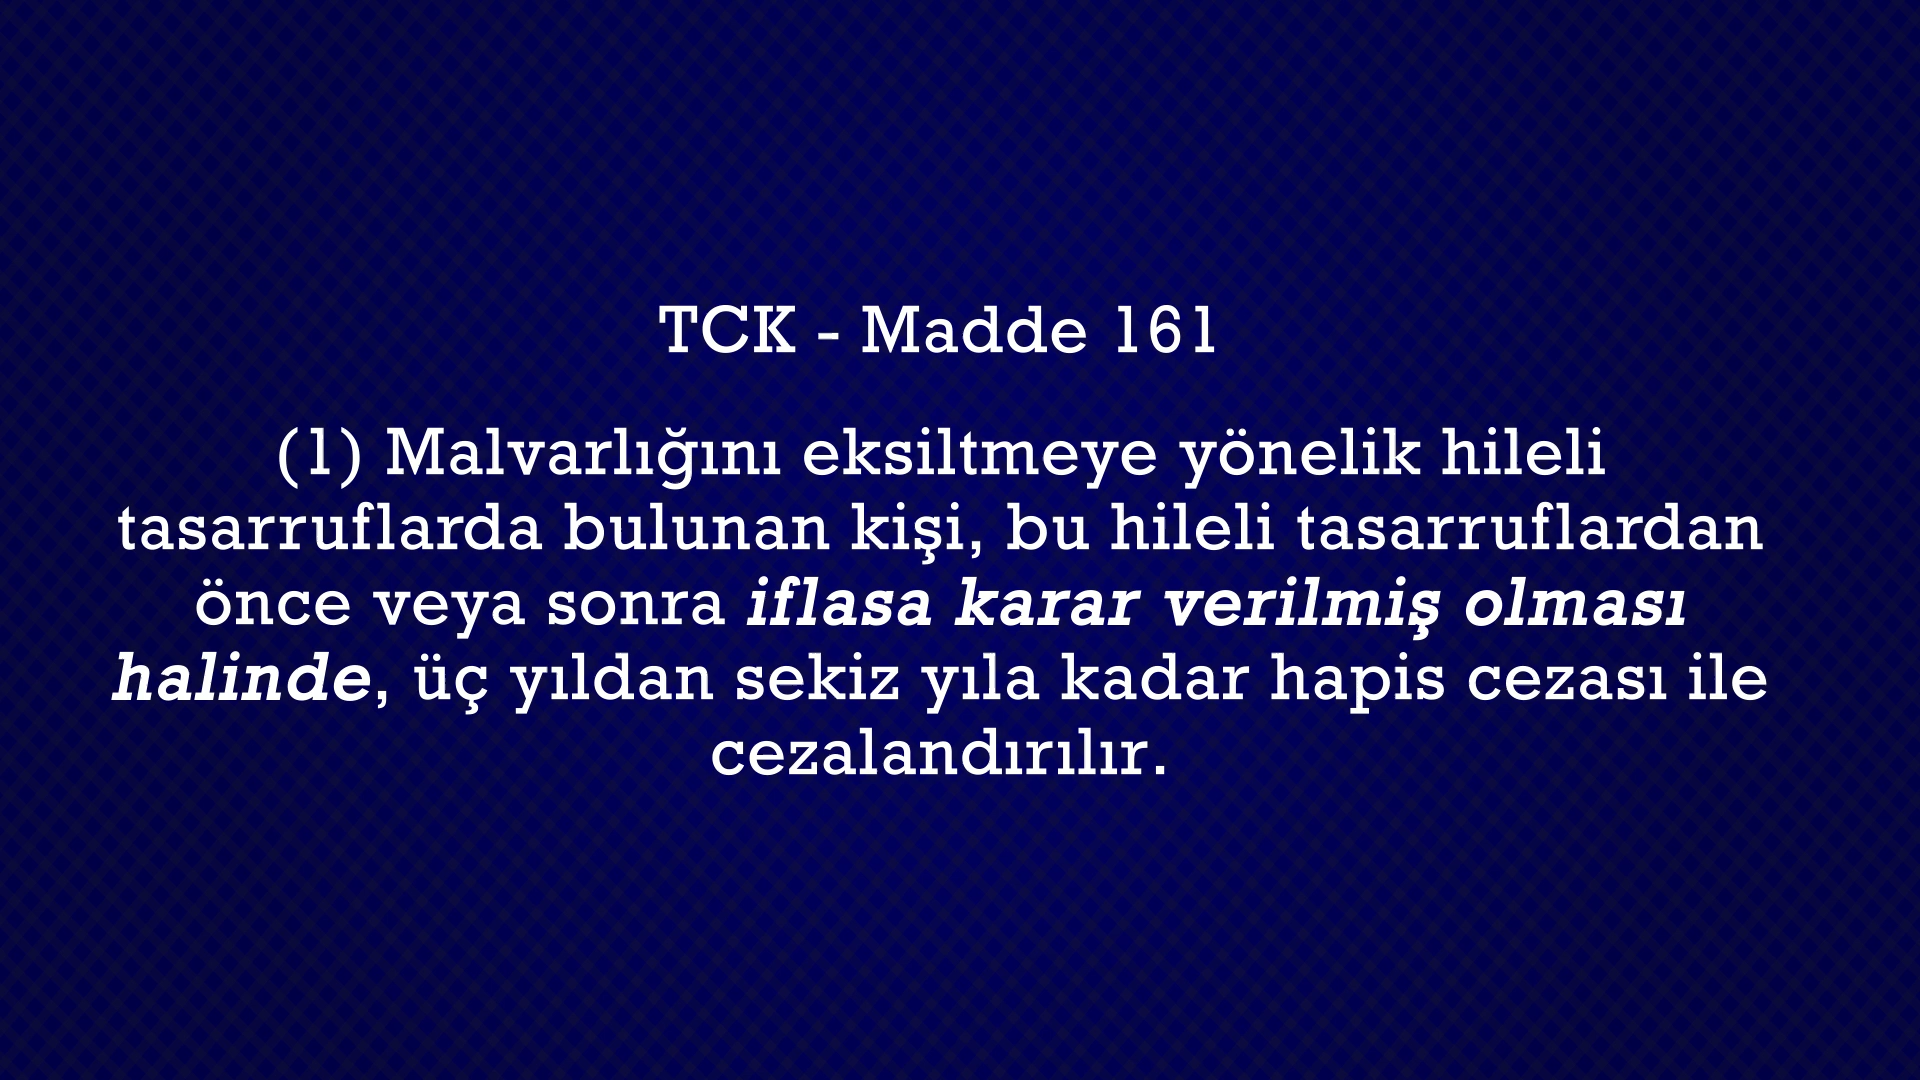 TCK - Madde 161
(1) Malvarlığını eksiltmeye yönelik hileli
tasarruflarda bulunan kişi, bu hileli tasarruflardan
önce veya sonra iflasa karar verilmiş olması
halinde, üç yıldan sekiz yıla kadar hapis cezası ile
cezalandırılır.